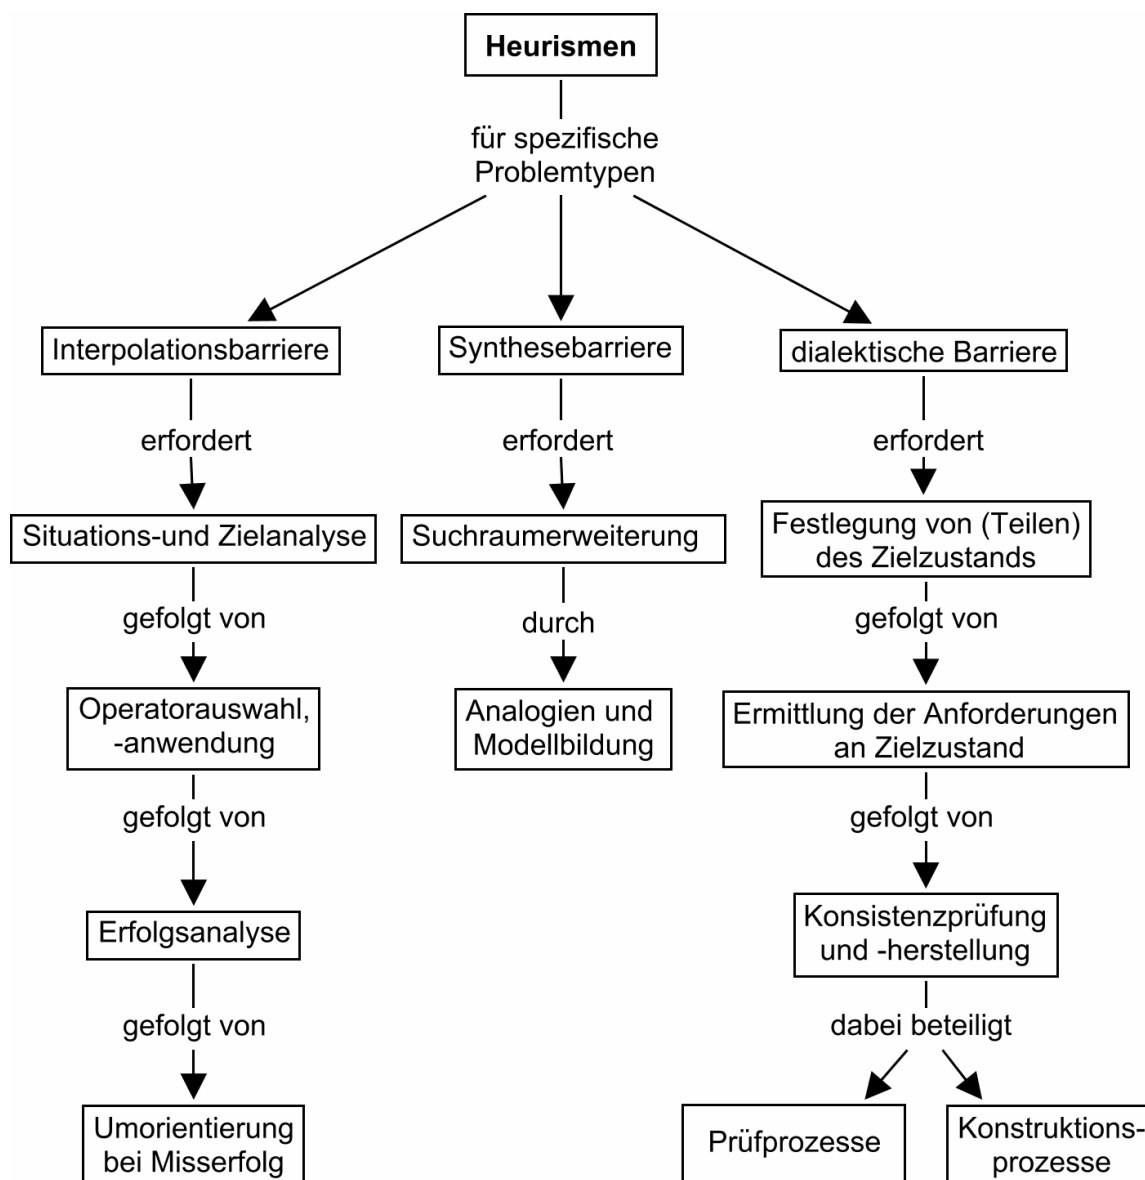 Heurismen
für spezifische
Problemtypen
Interpolationsbarriere
Synthesebarriere
dialektische Barriere
erfordert
erfordert
erfordert
Situations-und Zielanalyse
Suchraumerweiterung
Festlegung von (Teilen)
des Zielzustands
gefolgt von
durch
gefolgt von
Operatorauswahl,
-anwendung
Analogien und
Modellbildung
Ermittlung der Anforderungen
an Zielzustand
gefolgt von
gefolgt von
Erfolgsanalyse
Konsistenzprüfung
und -herstellung
gefolgt von
dabei beteiligt
Umorientierung
bei Misserfolg
Prüfprozesse
Konstruktions-
prozesse